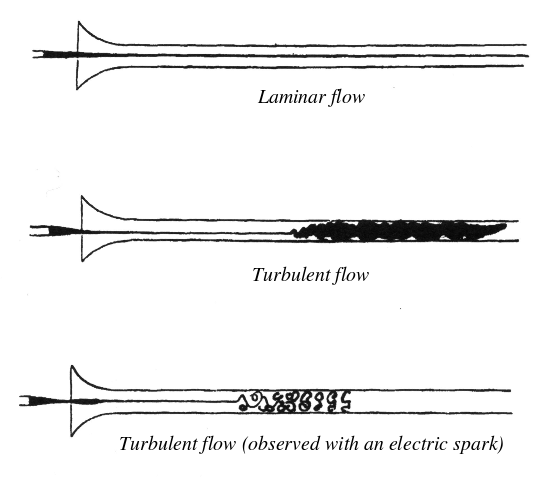 Laminar flow
Turbulent flow
Turbulent flow (observed with an electric spark)